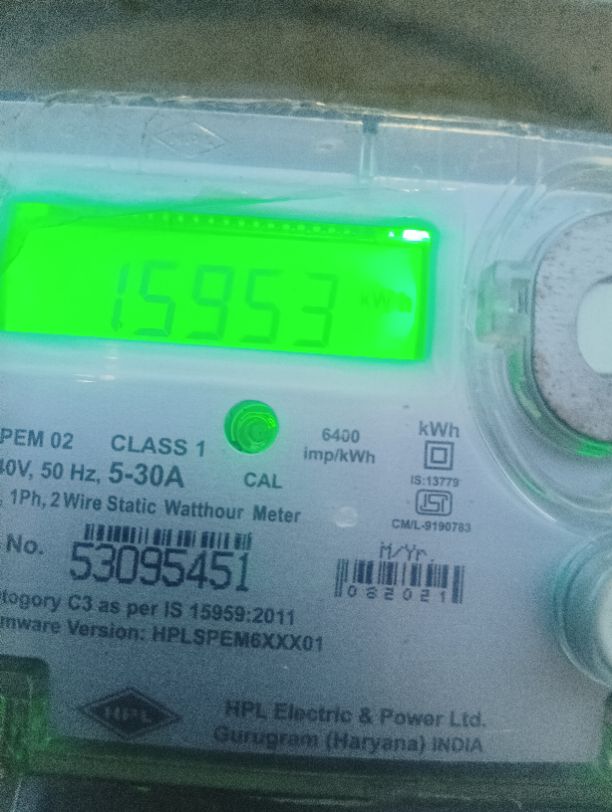 15953 kWh
PEM 02 CLASS 1
CAL
6400
imp/kWh
kWh
40V, 50 Hz, 5-30A
IS:13779
ISI
CM/L-9190783
, 1Ph, 2 Wire Static Watthour Meter
No. 53095451
M/Yr.
082021
togory C3 as per IS 15959:2011
mware Version: HPLSPEM6XXX01
HPL
HPL Electric & Power Ltd.
Gurugram (Haryana) INDIA